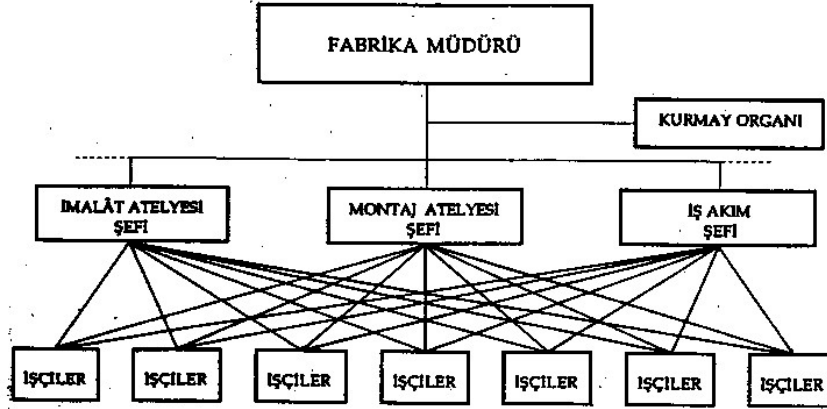 FABRİKA MÜDÜRÜ
KURMAY ORGANI
İMALÂT ATELYESİ
ŞEFİ
MONTAJ ATELYESİ
ŞEFİ
İŞ AKIM
ŞEFİ
İŞÇİLER
İŞÇİLER
İŞÇİLER
İŞÇİLER
İŞÇİLER
İŞÇİLER
İŞÇİLER